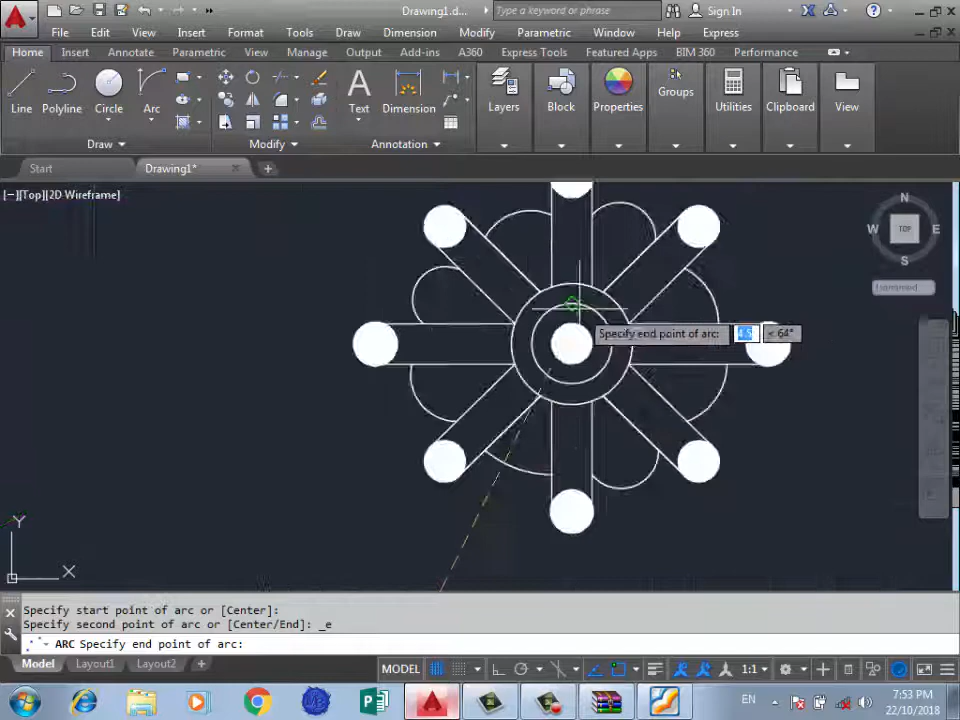 Drawing1.d...
Type a keyword or phrase
Sign In
File
Edit
View
Insert
Format
Tools
Draw
Dimension
Modify
Parametric
Window
Help
Express
Home
Insert
Annotate
Parametric
View
Manage
Output
Add-ins
A360
Express Tools
Featured Apps
BIM 360
Performance
Line
Polyline
Circle
Arc
Text
Dimension
Layers
Block
Properties
Groups
Utilities
Clipboard
View
Draw
Modify
Annotation
Start
Drawing1*
[−][Top][2D Wireframe]
N
W
TOP
E
S
Unnamed
Specify end point of arc:
4.5
< 64°
Y
X
Specify start point of arc or [Center]:
Specify second point of arc or [Center/End]: _e
ARC Specify end point of arc:
Model
Layout1
Layout2
MODEL
1:1
EN
7:53 PM
22/10/2018